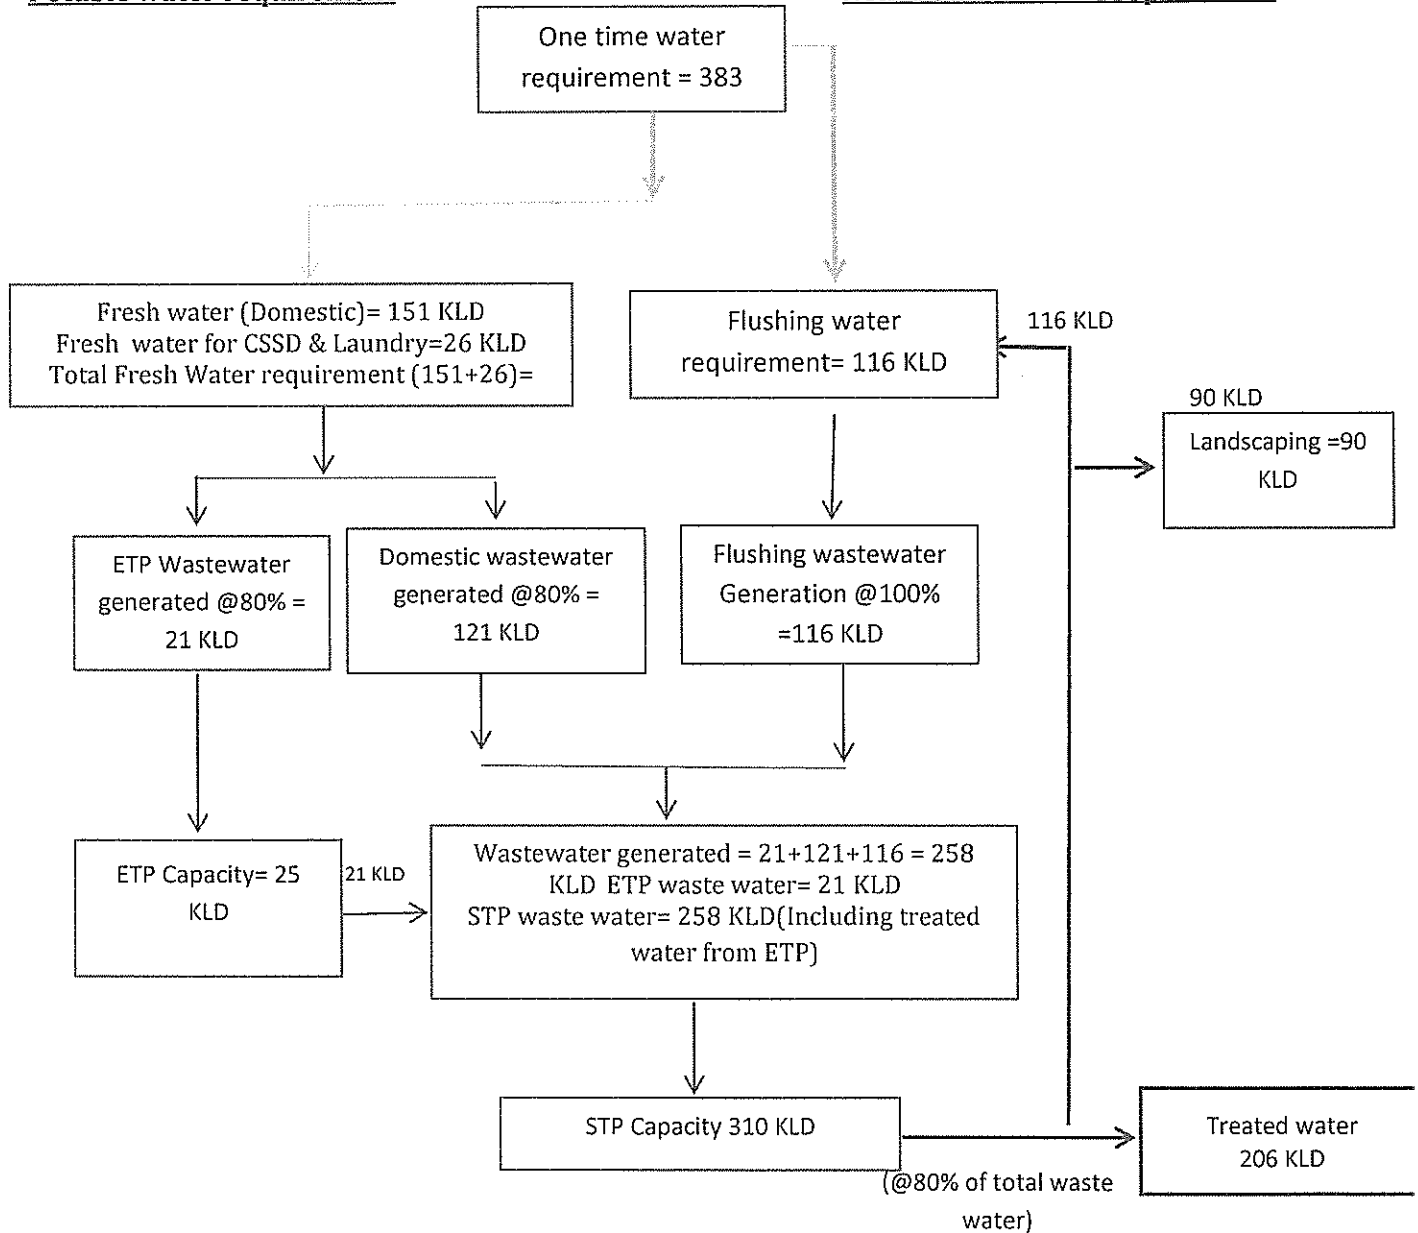 One time water
requirement = 383
Fresh water (Domestic)= 151 KLD
Fresh water for CSSD & Laundry=26 KLD
Total Fresh Water requirement (151+26)=
Flushing water
requirement= 116 KLD
116 KLD
90 KLD
Landscaping =90
KLD
ETP Wastewater
generated @80% =
21 KLD
Domestic wastewater
generated @80% =
121 KLD
Flushing wastewater
Generation @100%
=116 KLD
ETP Capacity= 25
KLD
21 KLD
Wastewater generated = 21+121+116 = 258
KLD ETP waste water= 21 KLD
STP waste water= 258 KLD(Including treated
water from ETP)
STP Capacity 310 KLD
(@80% of total waste
water)
Treated water
206 KLD